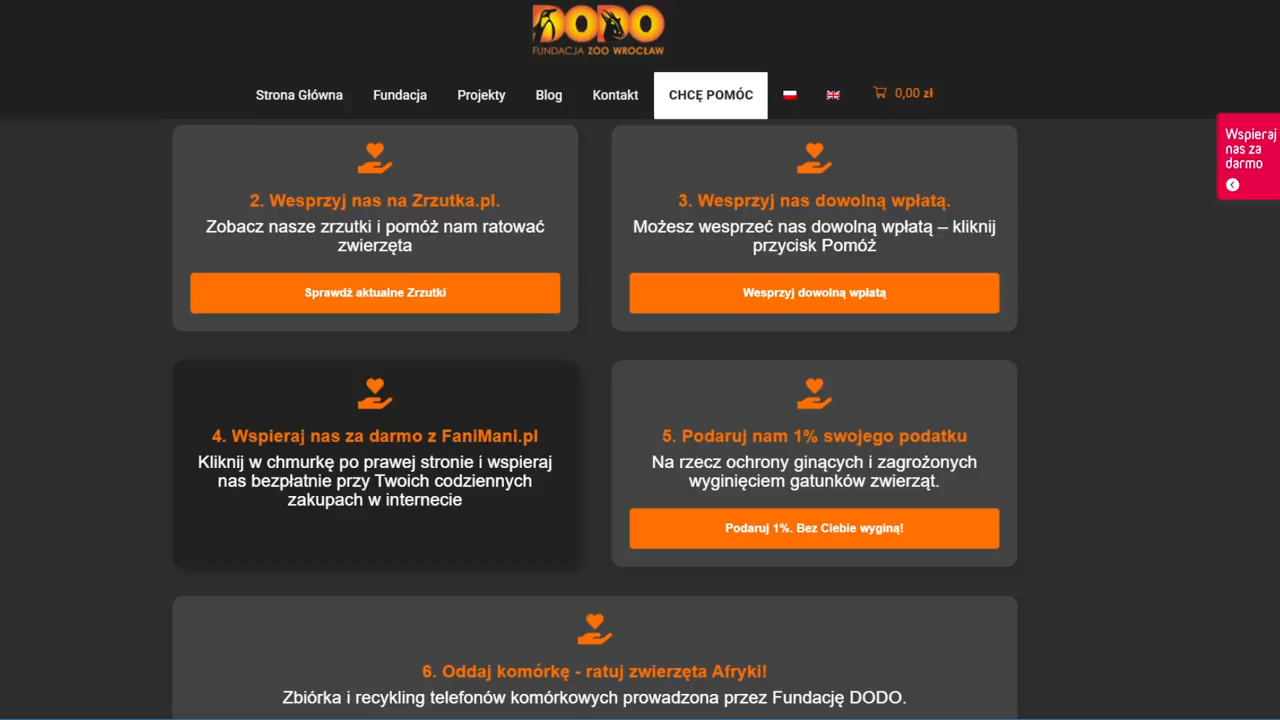 DODO
FUNDACJA ZOO WROCŁAW
Strona Główna Fundacja Projekty Blog Kontakt CHCĘ POMÓC 0,00 zł
Wspieraj
nas za
darmo
2. Wesprzyj nas na Zrzutka.pl.
Zobacz nasze zrzutki i pomóż nam ratować
zwierzęta
Sprawdź aktualne Zrzutki
3. Wesprzyj nas dowolną wpłatą.
Możesz wesprzeć nas dowolną wpłatą – kliknij
przycisk Pomóż
Wesprzyj dowolną wpłatą
4. Wspieraj nas za darmo z FaniMani.pl
Kliknij w chmurkę po prawej stronie i wspieraj
nas bezpłatnie przy Twoich codziennych
zakupach w internecie
5. Podaruj nam 1% swojego podatku
Na rzecz ochrony ginących i zagrożonych
wyginięciem gatunków zwierząt.
Podaruj 1%. Bez Ciebie wyginą!
6. Oddaj komórkę - ratuj zwierzęta Afryki!
Zbiórka i recykling telefonów komórkowych prowadzona przez Fundację DODO.